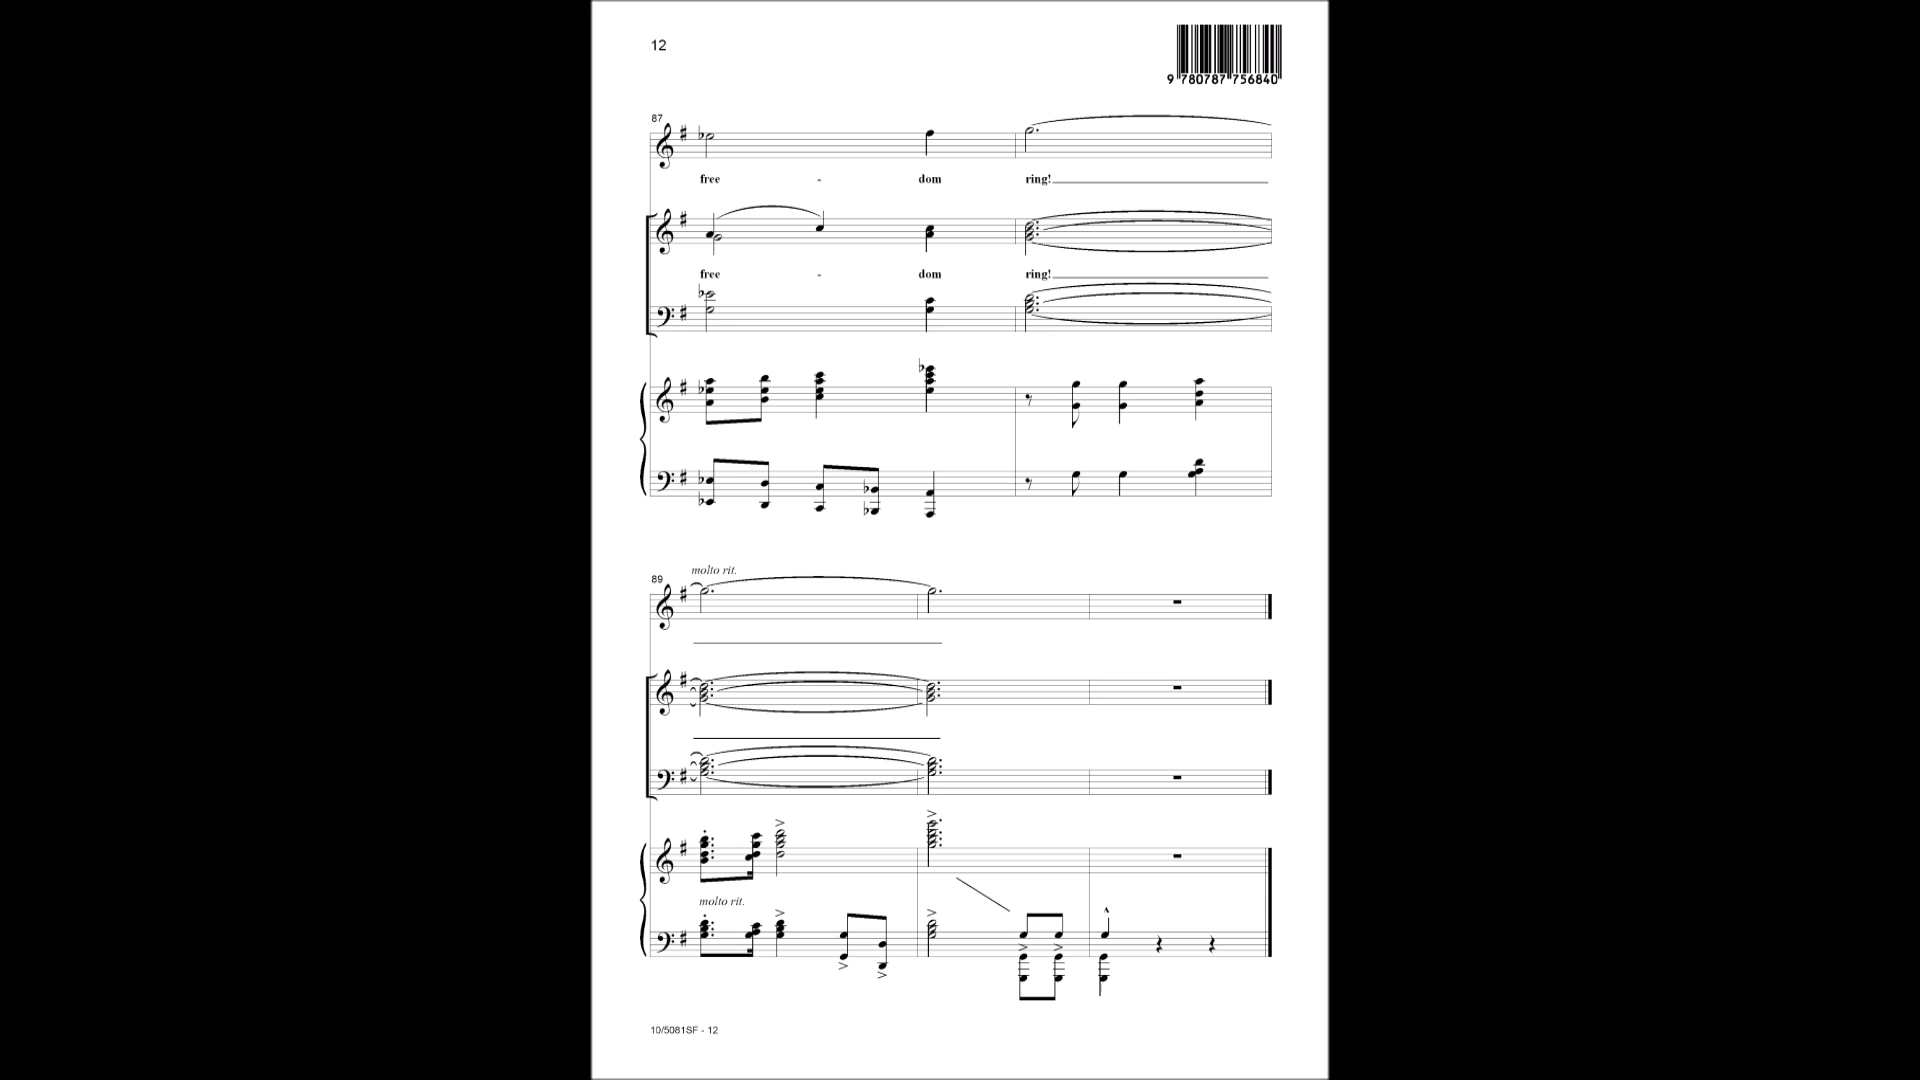 12
9 780787 756840
87
free - dom ring!
free - dom ring!
molto rit.
89
molto rit.
10/5081SF - 12